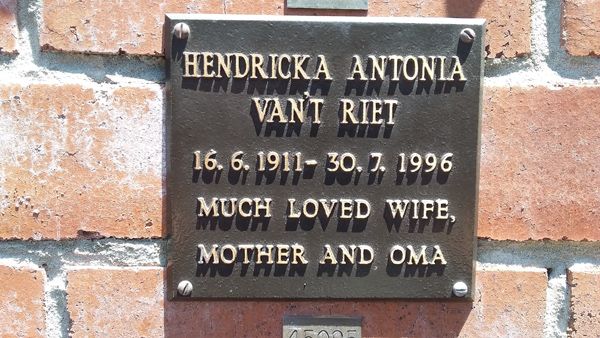 HENDRICKA ANTONIA
VAN'T RIET
16. 6. 1911 - 30. 7. 1996
MUCH LOVED WIFE,
MOTHER AND OMA